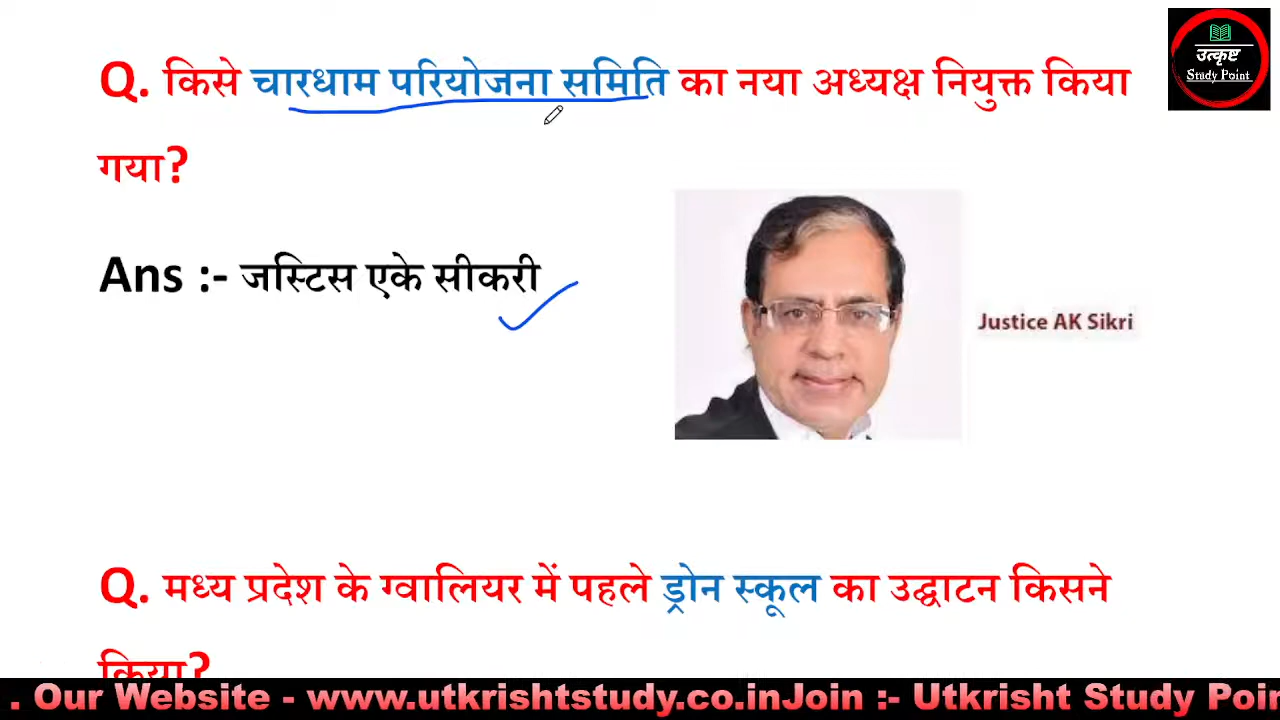 उत्कृष्ट
Study Point
Q. किसे चारधाम परियोजना समिति का नया अध्यक्ष नियुक्त किया
गया?
Ans :- जस्टिस एके सीकरी
Justice AK Sikri
Q. मध्य प्रदेश के ग्वालियर में पहले ड्रोन स्कूल का उद्घाटन किसने
किया?
. Our Website - www.utkrishtstudy.co.inJoin :- Utkrisht Study Poin